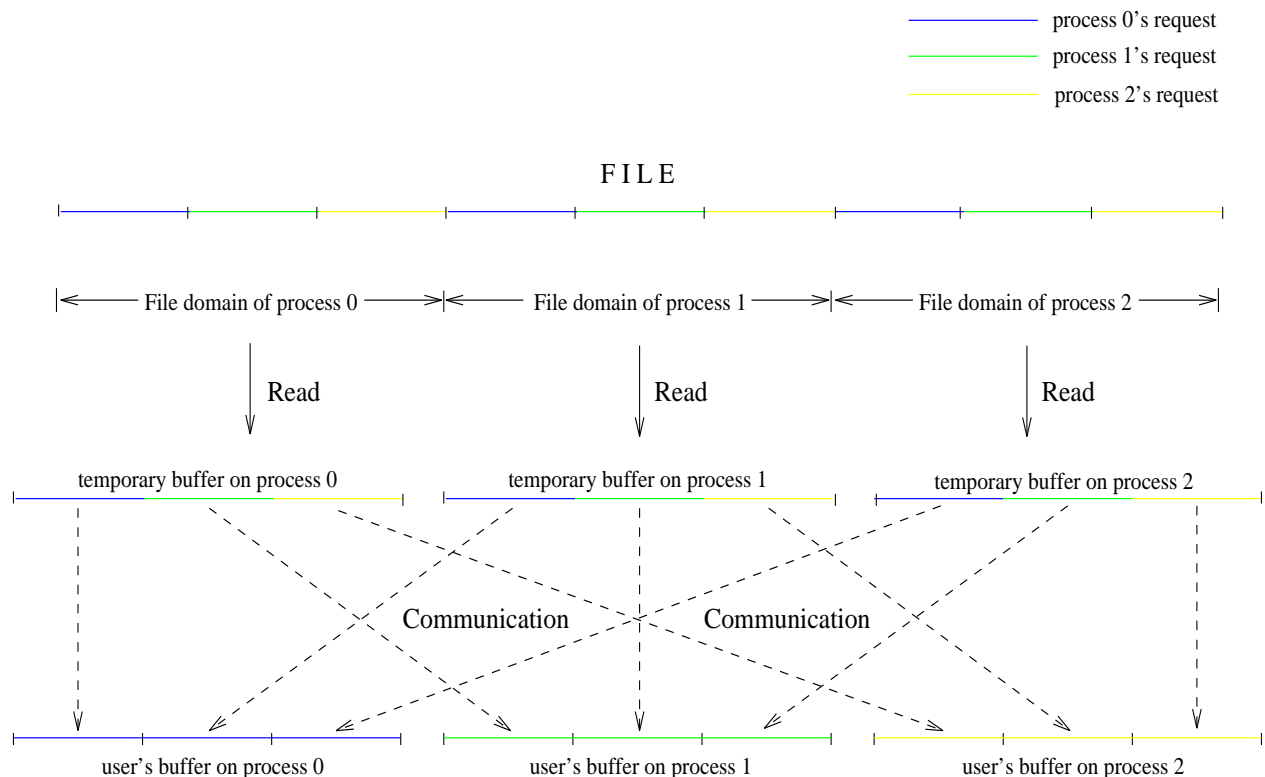 process 0's request
process 1's request
process 2's request
FILE
File domain of process 0
File domain of process 1
File domain of process 2
Read
Read
Read
temporary buffer on process 0
temporary buffer on process 1
temporary buffer on process 2
Communication
Communication
user's buffer on process 0
user's buffer on process 1
user's buffer on process 2